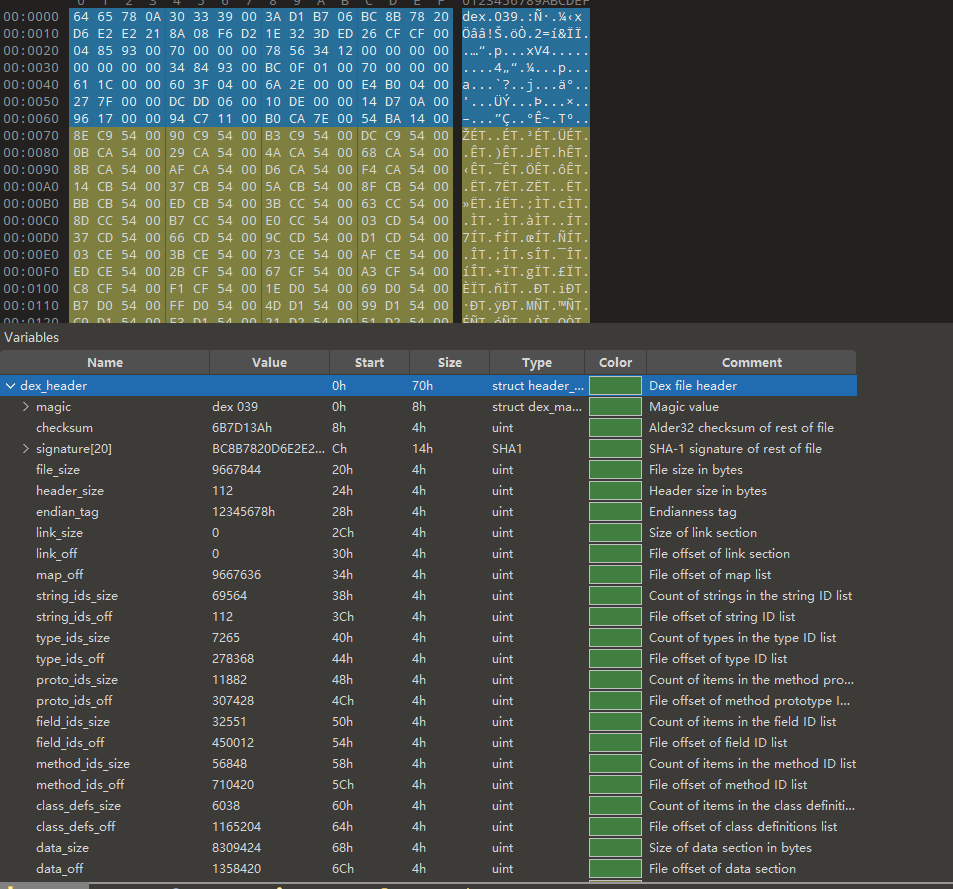 0 1 2 3 4 5 6 7 8 9 A B C D E F 0123456789ABCDEF
00:0000 64 65 78 0A 30 33 39 00 3A D1 B7 06 BC 8B 78 20 dex.039.:Ñ·.¼‹x
00:0010 D6 E2 E2 21 8A 08 F6 D2 1E 32 3D ED 26 CF CF 00 Öââ!Š.öÒ.2=í&ÏÏ.
00:0020 04 85 93 00 70 00 00 00 78 56 34 12 00 00 00 00 .…“.p...xV4.....
00:0030 00 00 00 00 34 84 93 00 BC 0F 01 00 70 00 00 00 ....4„“.¼...p...
00:0040 61 1C 00 00 60 3F 04 00 6A 2E 00 00 E4 B0 04 00 a...`?..j...ä°..
00:0050 27 7F 00 00 DC DD 06 00 10 DE 00 00 14 D7 0A 00 '...ÜÝ...Þ...×..
00:0060 96 17 00 00 94 C7 11 00 B0 CA 7E 00 54 BA 14 00 –...”Ç..°Ê~.Tº..
00:0070 8E C9 54 00 90 C9 54 00 B3 C9 54 00 DC C9 54 00 ŽÉT..ÉT.³ÉT.ÜÉT.
00:0080 0B CA 54 00 29 CA 54 00 4A CA 54 00 68 CA 54 00 .ÊT.)ÊT.JÊT.hÊT.
00:0090 8B CA 54 00 AF CA 54 00 D6 CA 54 00 F4 CA 54 00 ‹ÊT.¯ÊT.ÖÊT.ôÊT.
00:00A0 14 CB 54 00 37 CB 54 00 5A CB 54 00 8F CB 54 00 .ËT.7ËT.ZËT..ËT.
00:00B0 BB CB 54 00 ED CB 54 00 3B CC 54 00 63 CC 54 00 »ËT.íËT.;ÌT.cÌT.
00:00C0 8D CC 54 00 B7 CC 54 00 E0 CC 54 00 03 CD 54 00 .ÌT.·ÌT.àÌT..ÍT.
00:00D0 37 CD 54 00 66 CD 54 00 9C CD 54 00 D1 CD 54 00 7ÍT.fÍT.œÍT.ÑÍT.
00:00E0 03 CE 54 00 3B CE 54 00 73 CE 54 00 AF CE 54 00 .ÎT.;ÎT.sÎT.¯ÎT.
00:00F0 ED CE 54 00 2B CF 54 00 67 CF 54 00 A3 CF 54 00 íÎT.+ÏT.gÏT.£ÏT.
00:0100 C8 CF 54 00 F1 CF 54 00 1E D0 54 00 69 D0 54 00 ÈÏT.ñÏT..ÐT.iÐT.
00:0110 B7 D0 54 00 FF D0 54 00 4D D1 54 00 99 D1 54 00 ·ÐT.ÿÐT.MÑT.™ÑT.
Variables
Name Value Start Size Type Color Comment
dex_header 0h 70h struct header_... Dex file header
magic dex 039 0h 8h struct dex_ma... Magic value
checksum 6B7D13Ah 8h 4h uint Alder32 checksum of rest of file
signature[20] BC8B7820D6E2E2... Ch 14h SHA1 SHA-1 signature of rest of file
file_size 9667844 20h 4h uint File size in bytes
header_size 112 24h 4h uint Header size in bytes
endian_tag 12345678h 28h 4h uint Endianness tag
link_size 0 2Ch 4h uint Size of link section
link_off 0 30h 4h uint File offset of link section
map_off 9667636 34h 4h uint File offset of map list
string_ids_size 69564 38h 4h uint Count of strings in the string ID list
string_ids_off 112 3Ch 4h uint File offset of string ID list
type_ids_size 7265 40h 4h uint Count of types in the type ID list
type_ids_off 278368 44h 4h uint File offset of type ID list
proto_ids_size 11882 48h 4h uint Count of items in the method pro...
proto_ids_off 307428 4Ch 4h uint File offset of method prototype I...
field_ids_size 32551 50h 4h uint Count of items in the field ID list
field_ids_off 450012 54h 4h uint File offset of field ID list
method_ids_size 56848 58h 4h uint Count of items in the method ID list
method_ids_off 710420 5Ch 4h uint File offset of method ID list
class_defs_size 6038 60h 4h uint Count of items in the class definiti...
class_defs_off 1165204 64h 4h uint File offset of class definitions list
data_size 8309424 68h 4h uint Size of data section in bytes
data_off 1358420 6Ch 4h uint File offset of data section